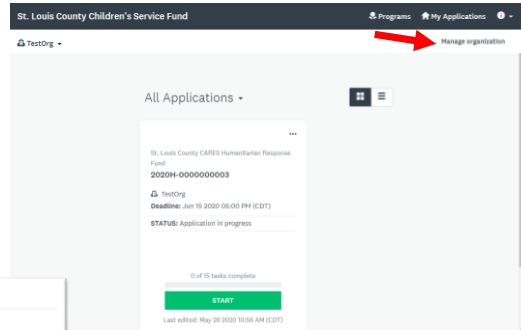 St. Louis County Children's Service Fund
Programs
My Applications
TestOrg
Manage organization
All Applications
...
St. Louis County CARES Humanitarian Response
Fund
2020H-0000000003
TestOrg
Deadline: Jun 15 2020 05:00 PM (CDT)
STATUS: Application in progress
0 of 15 tasks complete
START
Last edited: May 28 2020 10:56 AM (CDT)